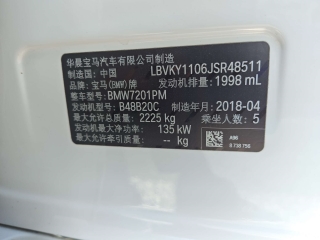 华晨宝马汽车有限公司制造
制造国：中国 LBVKY1106JSR48511
品牌：宝马(BMW)牌 发动机排量：1998 mL
整车型号：BMW7201PM
发动机型号：B48B20C 制造年月：2018-04
最大允许总质量：2225 kg 乘坐人数：5
发动机最大净功率：135 kW
最大允许牵引质量：-- kg